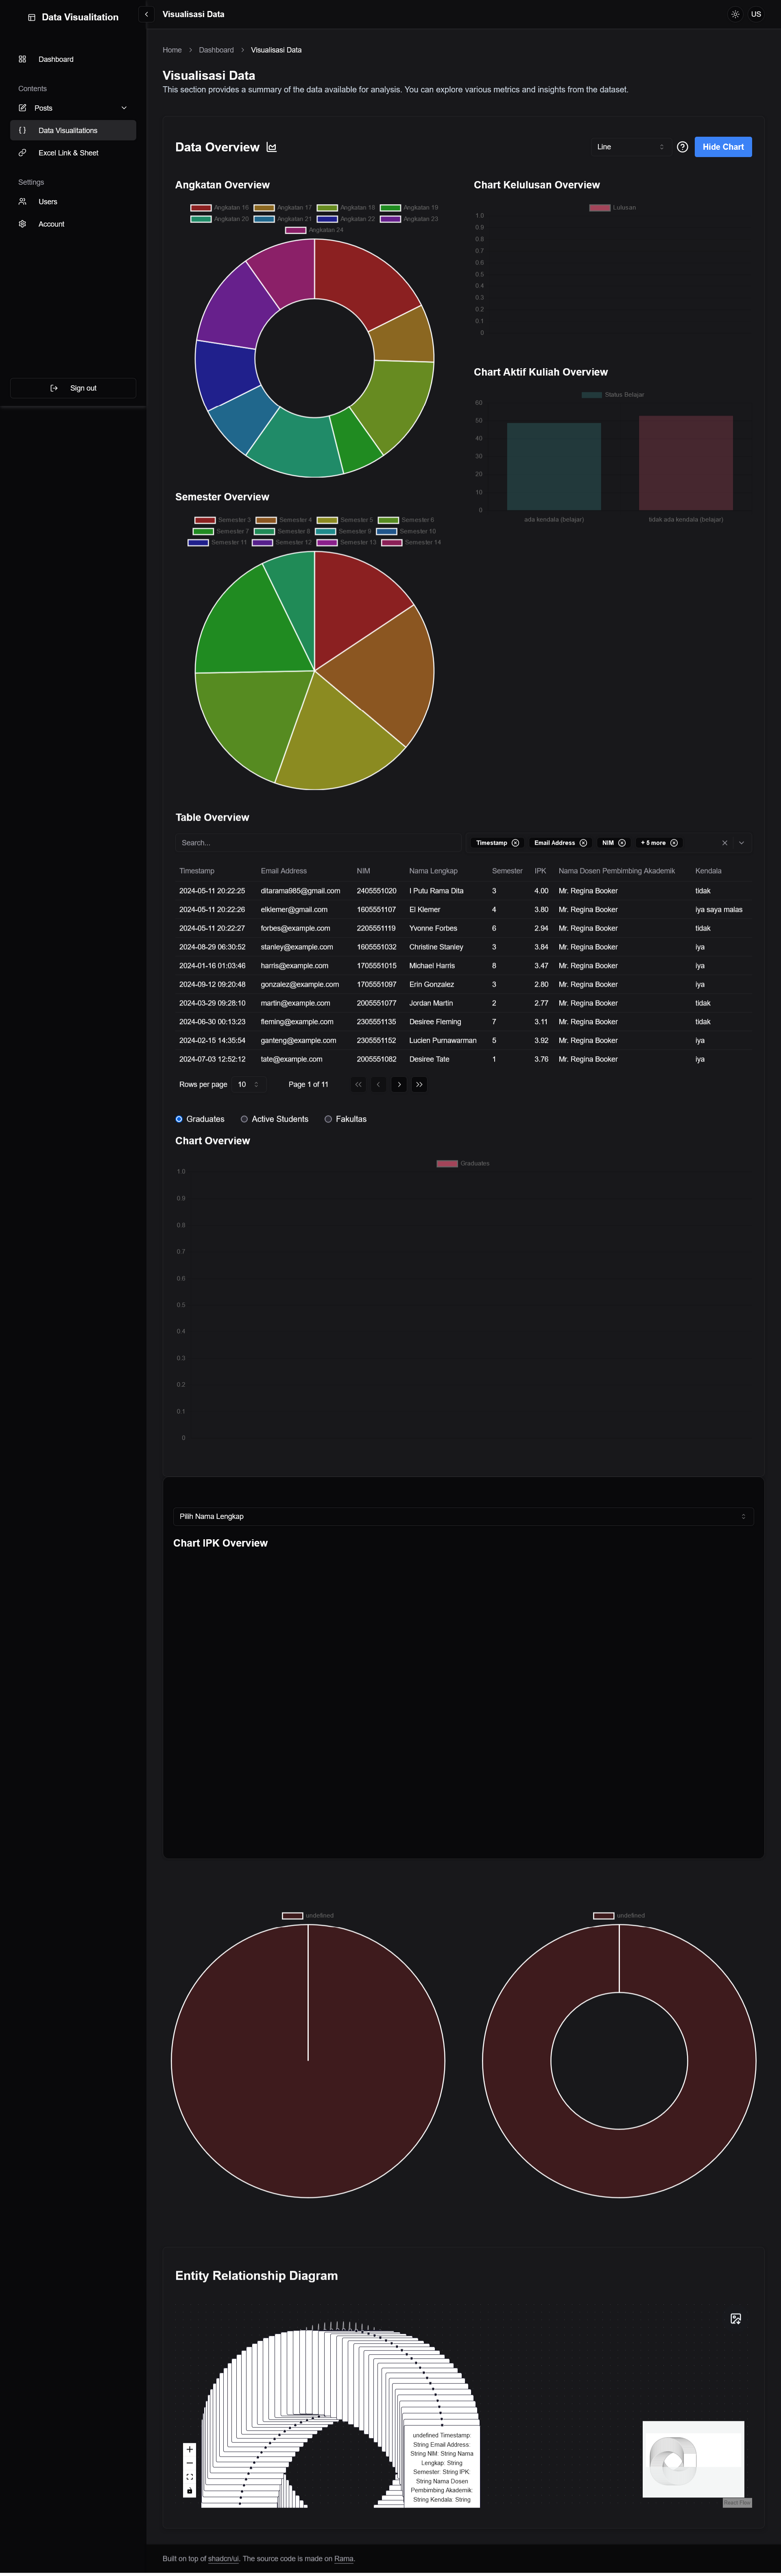 Data Visualitation
Dashboard
Contents
Posts
Data Visualitations
Excel Link & Sheet
Settings
Users
Account
Sign out
Visualisasi Data
US
Home > Dashboard > Visualisasi Data
Visualisasi Data
This section provides a summary of the data available for analysis. You can explore various metrics and insights from the dataset.
Data Overview
Line
Hide Chart
Angkatan Overview
Angkatan 16 Angkatan 17 Angkatan 18 Angkatan 19
Angkatan 20 Angkatan 21 Angkatan 22 Angkatan 23
Angkatan 24
Chart Kelulusan Overview
Lulusan
1.0
0.9
0.8
0.7
0.6
0.5
0.4
0.3
0.2
0.1
0
Chart Aktif Kuliah Overview
Status Belajar
60
50
40
30
20
10
0
ada kendala (belajar) tidak ada kendala (belajar)
Semester Overview
Semester 3 Semester 4 Semester 5 Semester 6
Semester 7 Semester 8 Semester 9 Semester 10
Semester 11 Semester 12 Semester 13 Semester 14
Table Overview
Search... Timestamp Email Address NIM + 5 more
Timestamp Email Address NIM Nama Lengkap Semester IPK Nama Dosen Pembimbing Akademik Kendala
2024-05-11 20:22:25 ditarama985@gmail.com 2405551020 I Putu Rama Dita 3 4.00 Mr. Regina Booker tidak
2024-05-11 20:22:26 elklemer@gmail.com 1605551107 El Klemer 4 3.80 Mr. Regina Booker iya saya malas
2024-05-11 20:22:27 forbes@example.com 2205551119 Yvonne Forbes 6 2.94 Mr. Regina Booker tidak
2024-08-29 06:30:52 stanley@example.com 1605551032 Christine Stanley 3 3.84 Mr. Regina Booker iya
2024-01-16 01:03:46 harris@example.com 1705551015 Michael Harris 8 3.47 Mr. Regina Booker iya
2024-09-12 09:20:48 gonzalez@example.com 1705551097 Erin Gonzalez 3 2.80 Mr. Regina Booker iya
2024-03-29 09:28:10 martin@example.com 2005551077 Jordan Martin 2 2.77 Mr. Regina Booker tidak
2024-06-30 00:13:23 fleming@example.com 2305551135 Desiree Fleming 7 3.11 Mr. Regina Booker tidak
2024-02-15 14:35:54 ganteng@example.com 2305551152 Lucien Purnawarman 5 3.92 Mr. Regina Booker iya
2024-07-03 12:52:12 tate@example.com 2005551082 Desiree Tate 1 3.76 Mr. Regina Booker iya
Rows per page 10 Page 1 of 11
Graduates Active Students Fakultas
Chart Overview
Graduates
1.0
0.9
0.8
0.7
0.6
0.5
0.4
0.3
0.2
0.1
0
Pilih Nama Lengkap
Chart IPK Overview
undefined
undefined
Entity Relationship Diagram
undefined Timestamp:
String Email Address:
String NIM: String Nama
Lengkap: String
Semester: String IPK:
String Nama Dosen
Pembimbing Akademik:
String Kendala: String
React Flow
Built on top of shadcn/ui. The source code is made on Rama.